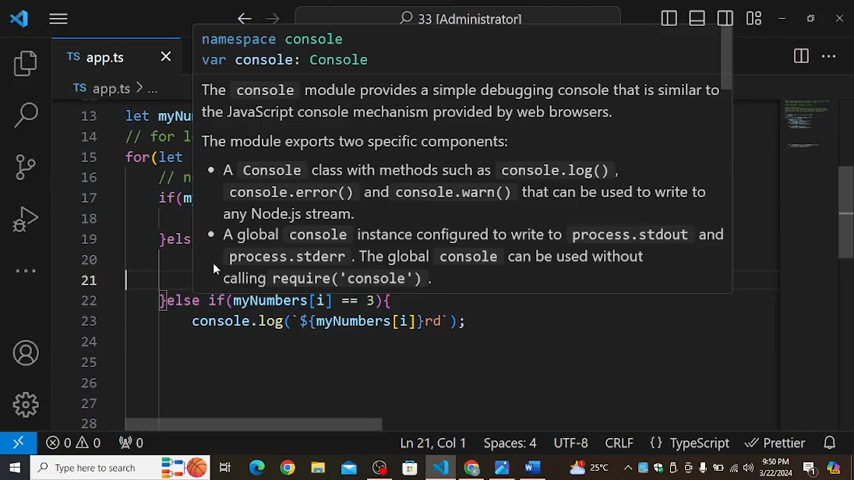 33 [Administrator]
TS app.ts
TS app.ts > ...
namespace console
var console: Console
The console module provides a simple debugging console that is similar to
the JavaScript console mechanism provided by web browsers.
The module exports two specific components:
• A Console class with methods such as console.log(),
console.error() and console.warn() that can be used to write to
any Node.js stream.
• A global console instance configured to write to process.stdout and
process.stderr. The global console can be used without
calling require('console').
13 let myNu
14 // for l
15 for(let
16 // n
17 if(m
18
19 }els
20
21
22 }else if(myNumbers[i] == 3){
23 console.log(`${myNumbers[i]}rd`);
24
25
26
27
28
0 0 0 Ln 21, Col 1 Spaces: 4 UTF-8 CRLF {} TypeScript Prettier
Type here to search 25°C 9:50 PM
3/22/2024